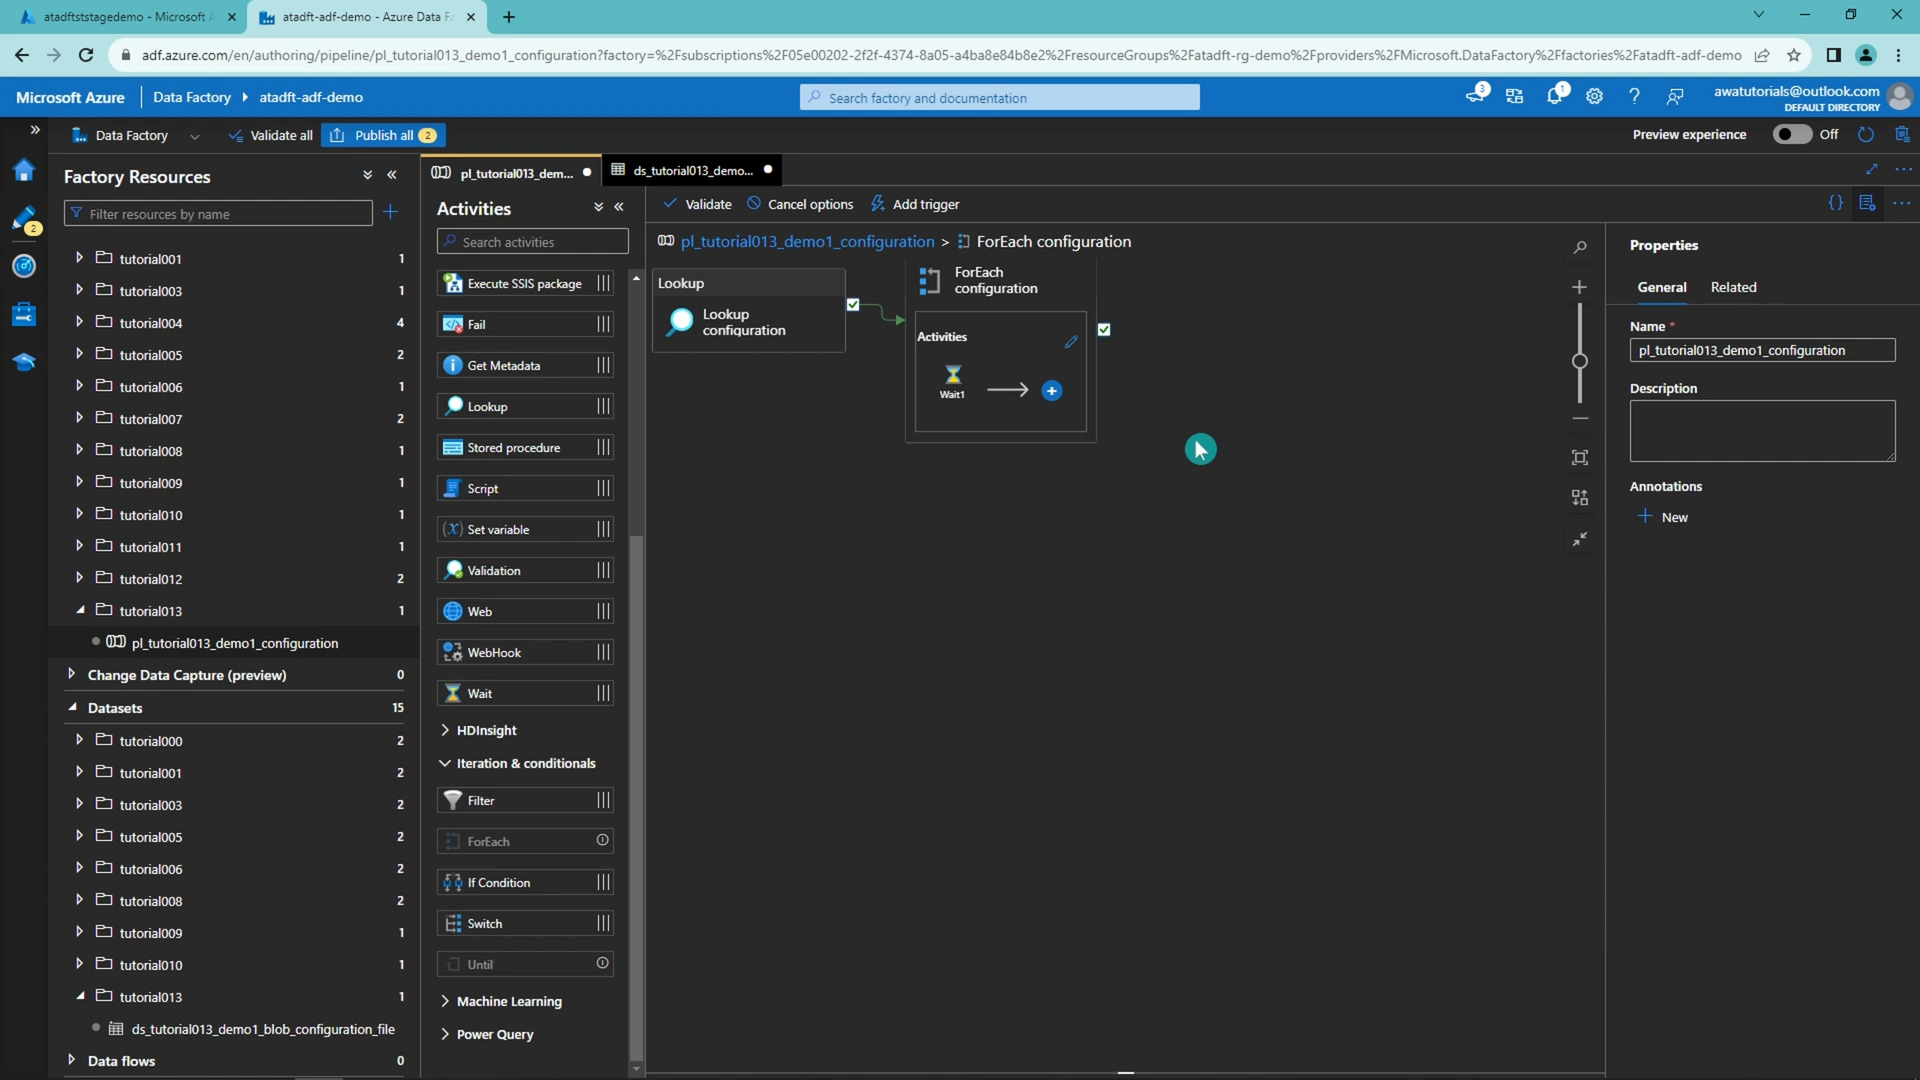 atadftststagedemo - Microsoft A
atadft-adf-demo - Azure Data Fa
adf.azure.com/en/authoring/pipeline/pl_tutorial013_demo1_configuration?factory=%2Fsubscriptions%2F05e00202-2f2f-4374-8a05-a4ba8e84b8e2%2FresourceGroups%2Fatadft-rg-demo%2Fproviders%2FMicrosoft.DataFactory%2Ffactories%2Fatadft-adf-demo
Microsoft Azure
Data Factory
atadft-adf-demo
Search factory and documentation
3
1
awatutorials@outlook.com
DEFAULT DIRECTORY
Data Factory
Validate all
Publish all 2
Preview experience
Off
2
Factory Resources
Filter resources by name
tutorial001 1
tutorial003 1
tutorial004 4
tutorial005 2
tutorial006 1
tutorial007 2
tutorial008 1
tutorial009 1
tutorial010 1
tutorial011 1
tutorial012 2
tutorial013 1
pl_tutorial013_demo1_configuration
Change Data Capture (preview) 0
Datasets 15
tutorial000 2
tutorial001 2
tutorial003 2
tutorial005 2
tutorial006 2
tutorial008 2
tutorial009 1
tutorial010 1
tutorial013 1
ds_tutorial013_demo1_blob_configuration_file
Data flows 0
pl_tutorial013_dem...
ds_tutorial013_demo...
Activities
Search activities
Execute SSIS package
Fail
Get Metadata
Lookup
Stored procedure
Script
Set variable
Validation
Web
WebHook
Wait
HDInsight
Iteration & conditionals
Filter
ForEach
If Condition
Switch
Until
Machine Learning
Power Query
Validate
Cancel options
Add trigger
pl_tutorial013_demo1_configuration > ForEach configuration
Lookup
Lookup
configuration
ForEach
configuration
Activities
Wait1
Properties
General
Related
Name *
pl_tutorial013_demo1_configuration
Description
Annotations
New